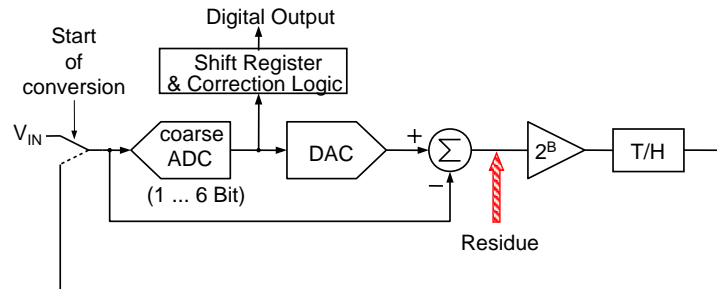 Digital Output
Start
of
conversion
Shift Register
& Correction Logic
V_IN
coarse
ADC
(1 ... 6 Bit)
DAC
+
Σ
−
2^B
T/H
Residue